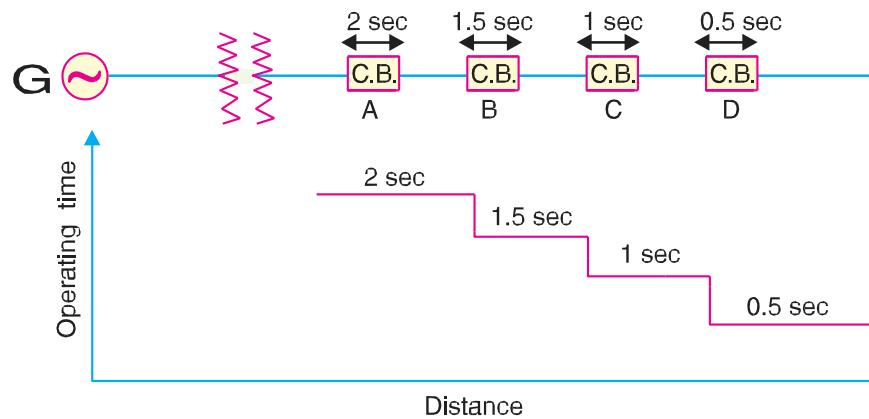 2 sec 1.5 sec 1 sec 0.5 sec
G C.B. C.B. C.B. C.B.
A B C D
Operating time
2 sec
1.5 sec
1 sec
0.5 sec
Distance